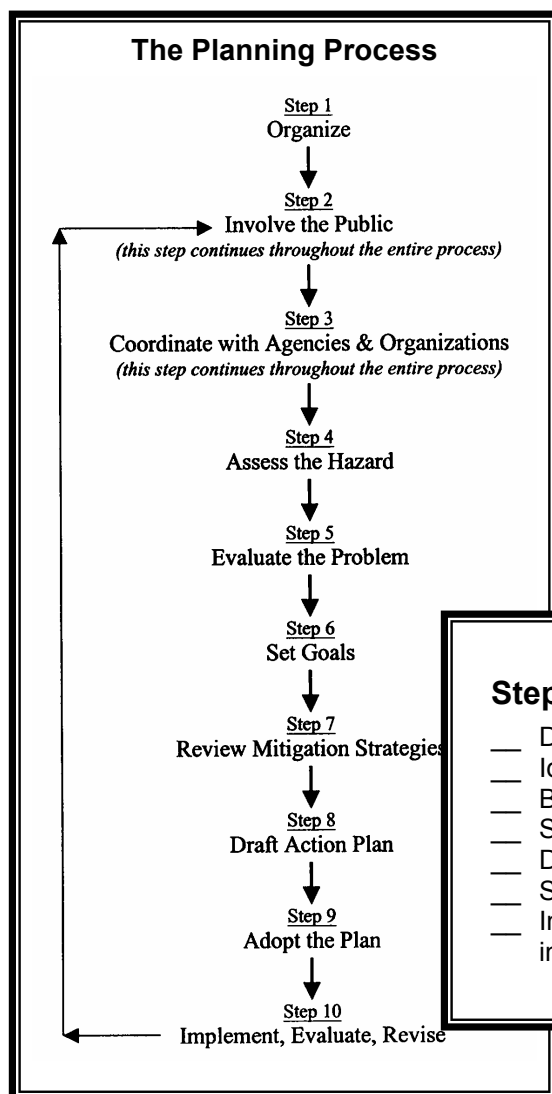 The Planning Process
Step 1
Organize
Step 2
Involve the Public
(this step continues throughout the entire process)
Step 3
Coordinate with Agencies & Organizations
(this step continues throughout the entire process)
Step 4
Assess the Hazard
Step 5
Evaluate the Problem
Step 6
Set Goals
Step 7
Review Mitigation Strategies
Step 8
Draft Action Plan
Step 9
Adopt the Plan
Step 10
Implement, Evaluate, Revise
Step